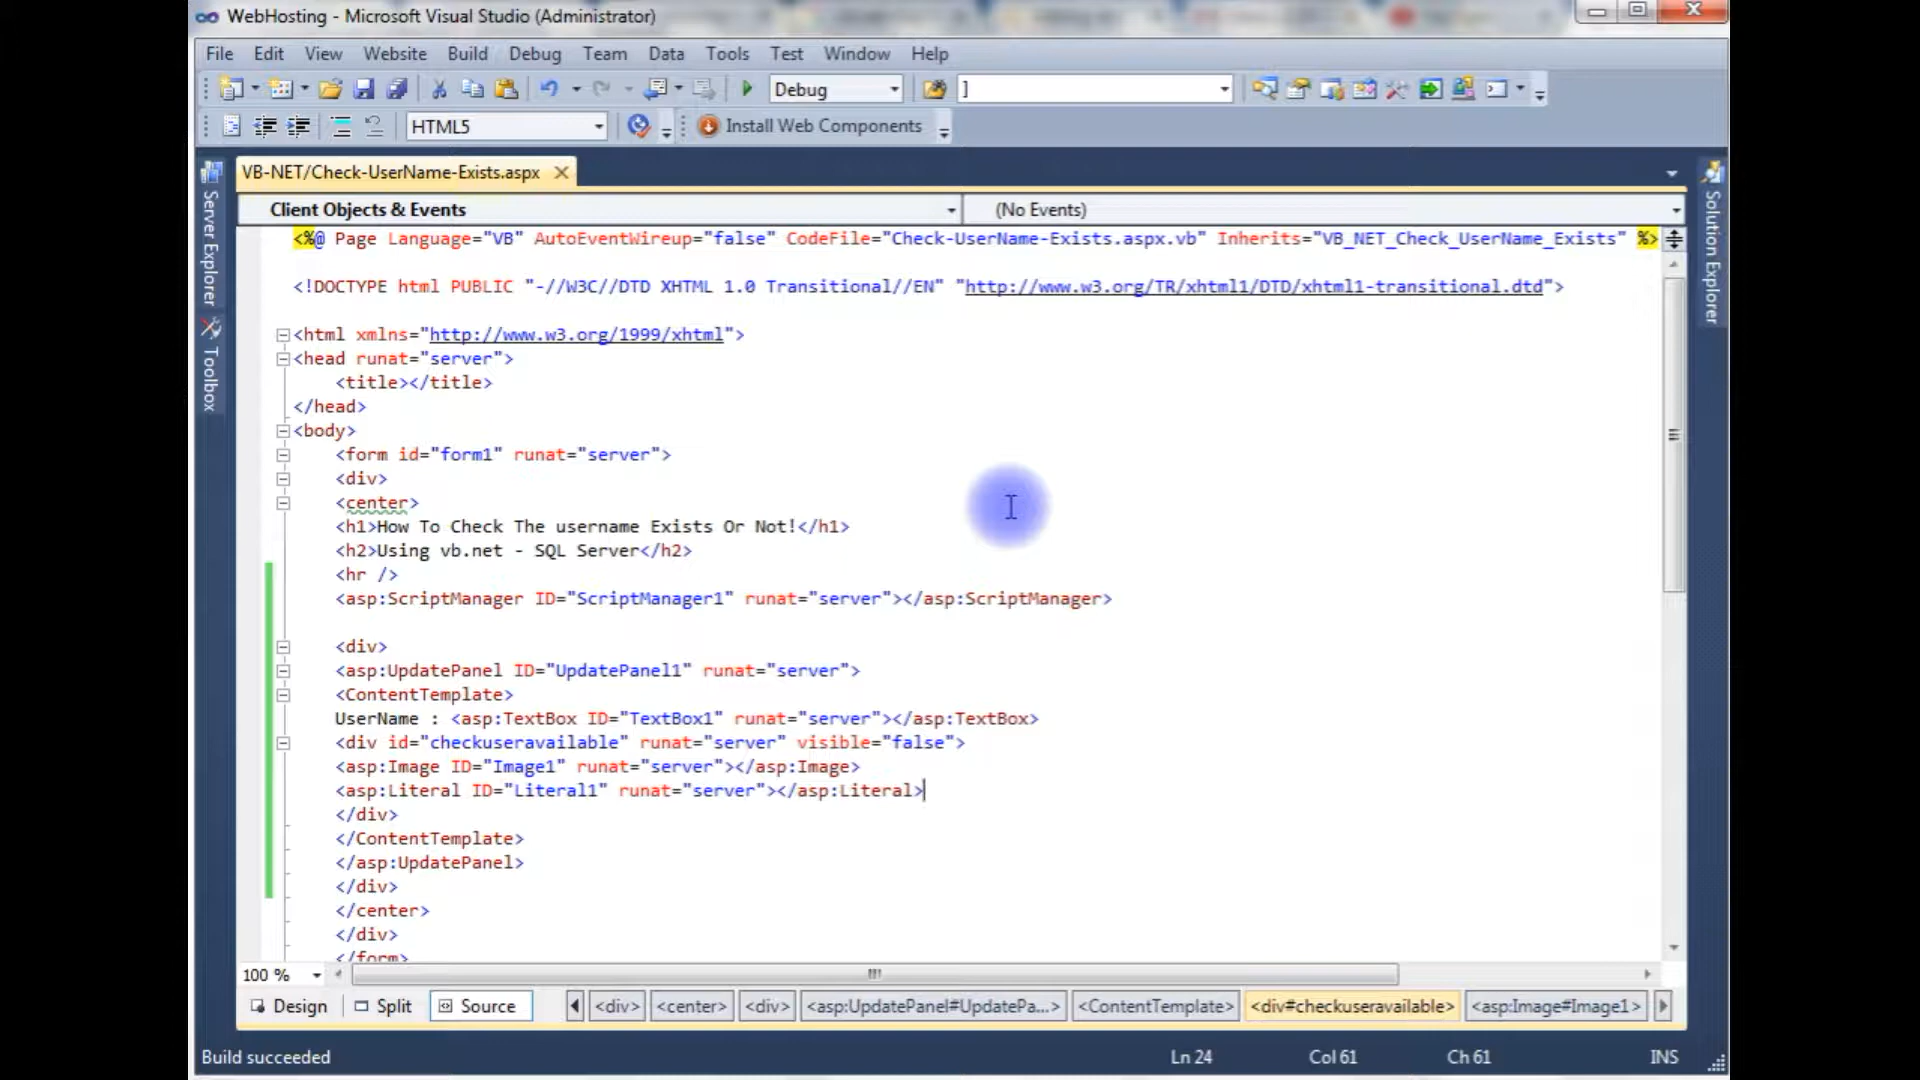 WebHosting - Microsoft Visual Studio (Administrator)
File Edit View Website Build Debug Team Data Tools Test Window Help
Debug ]
HTML5 Install Web Components
VB-NET/Check-UserName-Exists.aspx
Client Objects & Events (No Events)
Server Explorer
Toolbox
Solution Explorer
<%@ Page Language="VB" AutoEventWireup="false" CodeFile="Check-UserName-Exists.aspx.vb" Inherits="VB_NET_Check_UserName_Exists" %>
<!DOCTYPE html PUBLIC "-//W3C//DTD XHTML 1.0 Transitional//EN" "http://www.w3.org/TR/xhtml1/DTD/xhtml1-transitional.dtd">
<html xmlns="http://www.w3.org/1999/xhtml">
<head runat="server">
<title></title>
</head>
<body>
<form id="form1" runat="server">
<div>
<center>
<h1>How To Check The username Exists Or Not!</h1>
<h2>Using vb.net - SQL Server</h2>
<hr />
<asp:ScriptManager ID="ScriptManager1" runat="server"></asp:ScriptManager>
<div>
<asp:UpdatePanel ID="UpdatePanel1" runat="server">
<ContentTemplate>
UserName : <asp:TextBox ID="TextBox1" runat="server"></asp:TextBox>
<div id="checkuseravailable" runat="server" visible="false">
<asp:Image ID="Image1" runat="server"></asp:Image>
<asp:Literal ID="Literal1" runat="server"></asp:Literal>
</div>
</ContentTemplate>
</asp:UpdatePanel>
</div>
</center>
</div>
</form>
100 %
Design Split Source <div> <center> <div> <asp:UpdatePanel#UpdatePa...> <ContentTemplate> <div#checkuseravailable> <asp:Image#Image1>
Build succeeded Ln 24 Col 61 Ch 61 INS